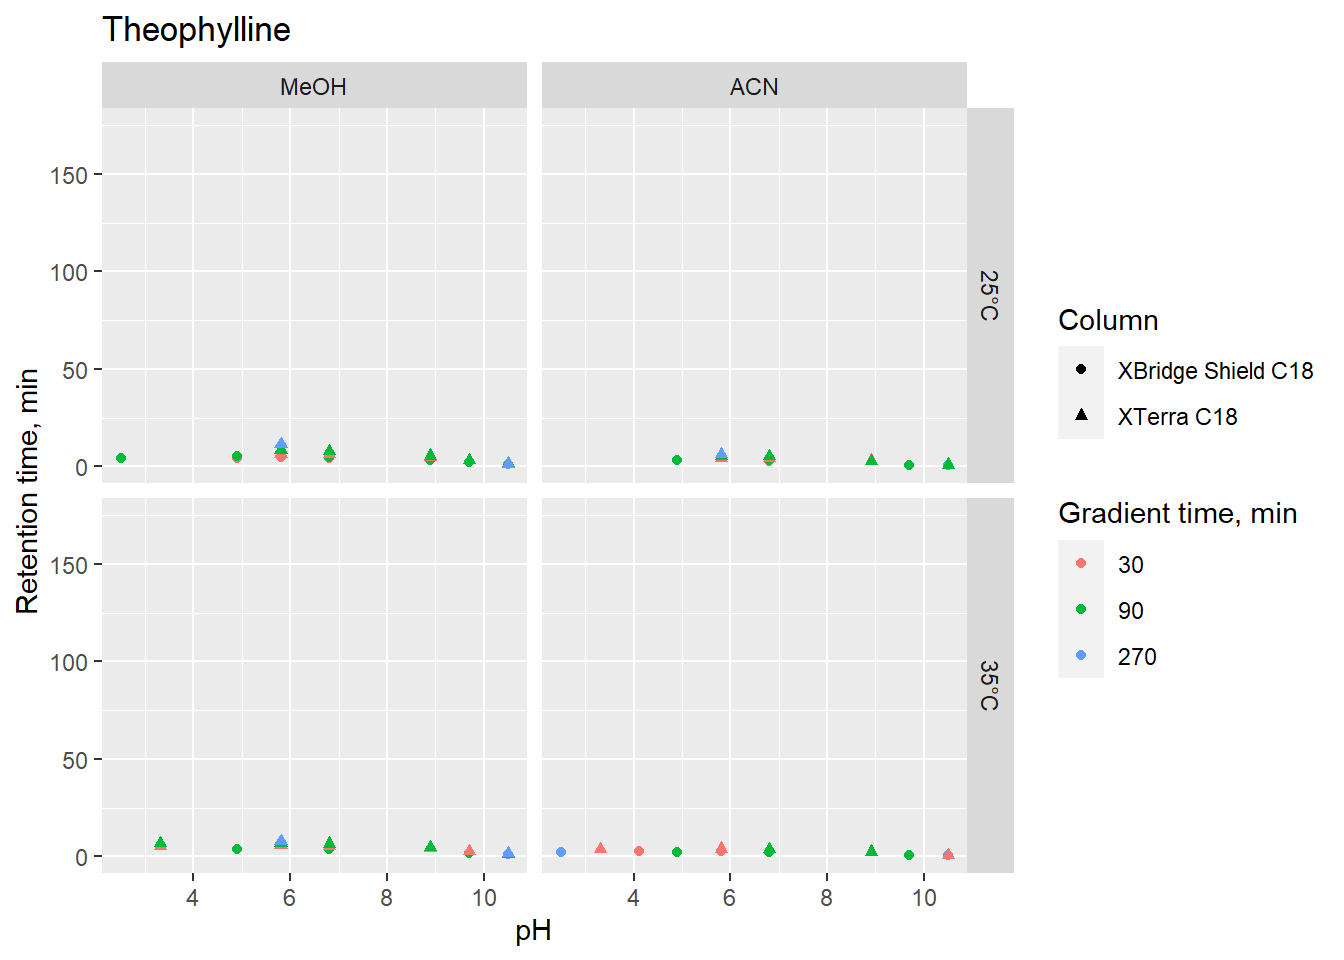 Theophylline
MeOH
ACN
150
100
50
0
25°C
150
100
50
0
35°C
4
6
8
10
4
6
8
10
pH
Retention time, min
Column
XBridge Shield C18
XTerra C18
Gradient time, min
30
90
270